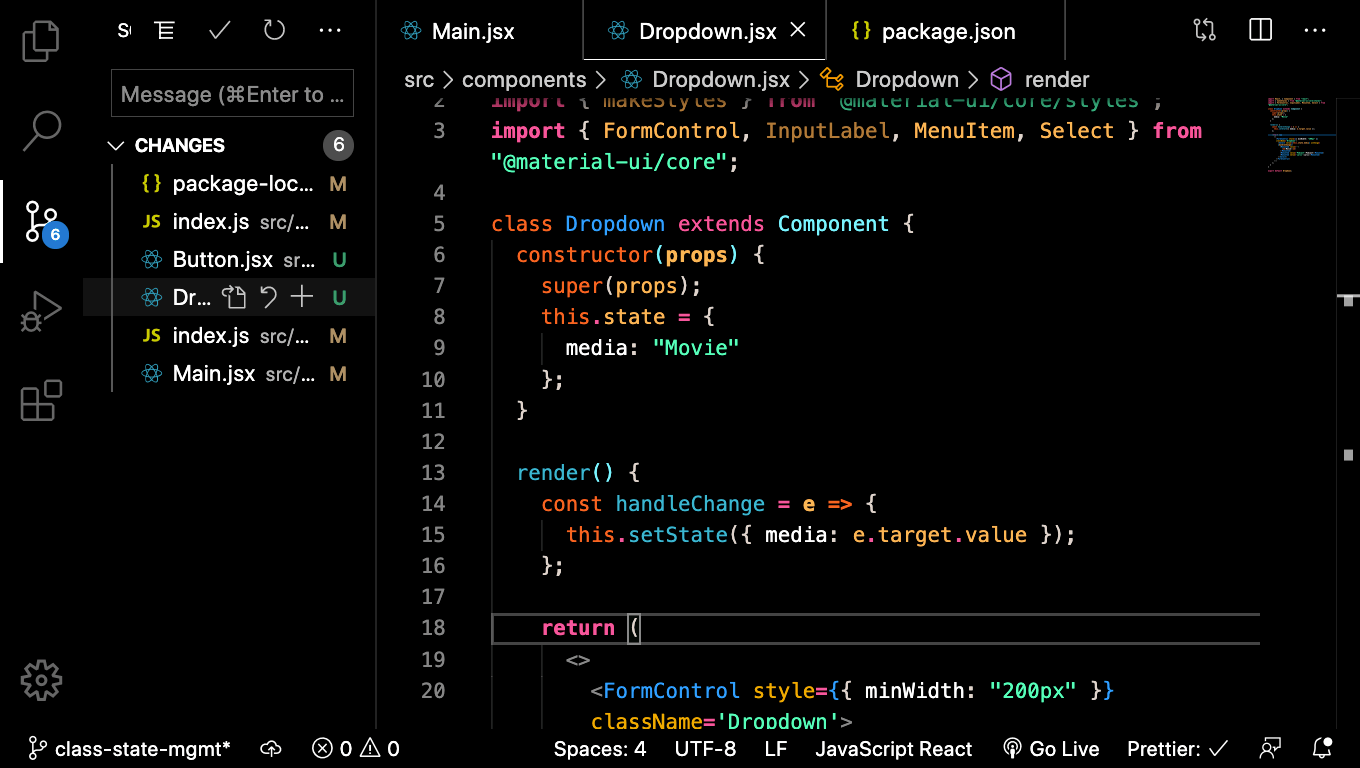 Main.jsx
Dropdown.jsx
{} package.json
Message (⌘Enter to ...
CHANGES 6
{} package-loc... M
JS index.js src/... M
Button.jsx sr... U
Dr... U
JS index.js src/... M
Main.jsx src/... M
6
src > components > Dropdown.jsx > Dropdown > render
2 import { makeStyles } from "@material-ui/core/styles";
3 import { FormControl, InputLabel, MenuItem, Select } from
"@material-ui/core";
4
5 class Dropdown extends Component {
6 constructor(props) {
7 super(props);
8 this.state = {
9 media: "Movie"
10 };
11 }
12
13 render() {
14 const handleChange = e => {
15 this.setState({ media: e.target.value });
16 };
17
18 return (
19 <>
20 <FormControl style={{ minWidth: "200px" }}
className='Dropdown'>
class-state-mgmt* 0 0 Spaces: 4 UTF-8 LF JavaScript React Go Live Prettier: ✓